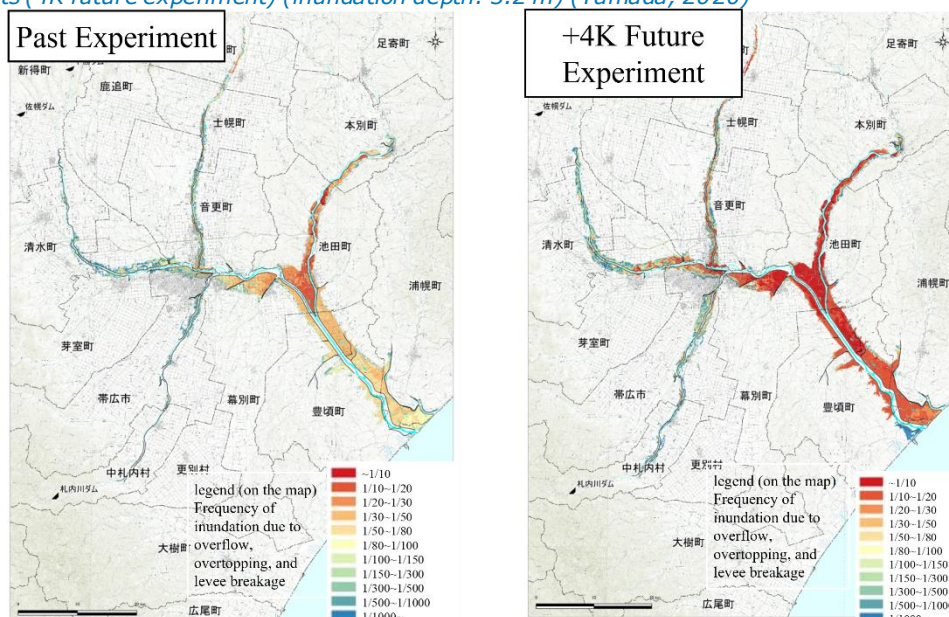 ts (4K future experiment) (inundation depth: 3.2 m) (Yamada, 2020)
Past Experiment
町
足寄町
新得町
鹿追町
佐幌ダム
士幌町
本別町
音更町
清水町
池田町
浦幌町
芽室町
帯広市
幕別町
豊頃町
中札内村
更別村
札内川ダム
大樹町
広尾町
legend (on the map)
Frequency of
inundation due to
overflow,
overtopping, and
levee breakage
~1/10
1/10~1/20
1/20~1/30
1/30~1/50
1/50~1/80
1/80~1/100
1/100~1/150
1/150~1/300
1/300~1/500
1/500~1/1000
1/1000~
+4K Future
Experiment
町
足寄町
佐幌ダム
士幌町
本別町
音更町
清水町
池田町
浦幌町
芽室町
帯広市
幕別町
豊頃町
中札内村
更別村
札内川ダム
大樹町
広尾町
legend (on the map)
Frequency of
inundation due to
overflow,
overtopping, and
levee breakage
~1/10
1/10~1/20
1/20~1/30
1/30~1/50
1/50~1/80
1/80~1/100
1/100~1/150
1/150~1/300
1/300~1/500
1/500~1/1000